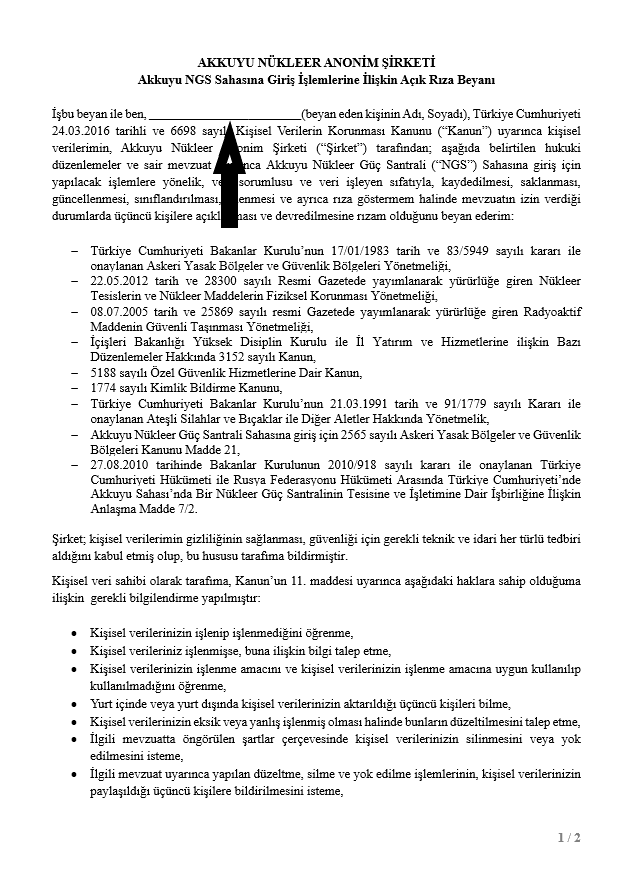 AKKUYU NÜKLEER ANONİM ŞİRKETİ
Akkuyu NGS Sahasına Giriş İşlemlerine İlişkin Açık Rıza Beyanı
İşbu beyan ile ben, ________________________(beyan eden kişinin Adı, Soyadı), Türkiye Cumhuriyeti
24.03.2016 tarihli ve 6698 sayılı Kişisel Verilerin Korunması Kanunu (“Kanun”) uyarınca kişisel
verilerimin, Akkuyu Nükleer Anonim Şirketi (“Şirket”) tarafından; aşağıda belirtilen hukuki
düzenlemeler ve sair mevzuat Akkuyu Nükleer Güç Santrali (“NGS”) Sahasına giriş için
yapılacak işlemlere yönelik, veri sorumlusu ve veri işleyen sıfatıyla, kaydedilmesi, saklanması,
güncellenmesi, sınıflandırılması, işlenmesi ve ayrıca rıza göstermem halinde mevzuatın izin verdiği
durumlarda üçüncü kişilere açıklanması ve devredilmesine rızam olduğunu beyan ederim:
– Türkiye Cumhuriyeti Bakanlar Kurulu’nun 17/01/1983 tarih ve 83/5949 sayılı kararı ile
onaylanan Askeri Yasak Bölgeler ve Güvenlik Bölgeleri Yönetmeliği,
– 22.05.2012 tarih ve 28300 sayılı Resmi Gazetede yayımlanarak yürürlüğe giren Nükleer
Tesislerin ve Nükleer Maddelerin Fiziksel Korunması Yönetmeliği,
– 08.07.2005 tarih ve 25869 sayılı resmi Gazetede yayımlanarak yürürlüğe giren Radyoaktif
Maddenin Güvenli Taşınması Yönetmeliği,
– İçişleri Bakanlığı Yüksek Disiplin Kurulu ile İl Yatırım ve Hizmetlerine ilişkin Bazı
Düzenlemeler Hakkında 3152 sayılı Kanun,
– 5188 sayılı Özel Güvenlik Hizmetlerine Dair Kanun,
– 1774 sayılı Kimlik Bildirme Kanunu,
– Türkiye Cumhuriyeti Bakanlar Kurulu’nun 21.03.1991 tarih ve 91/1779 sayılı Kararı ile
onaylanan Ateşli Silahlar ve Bıçaklar ile Diğer Aletler Hakkında Yönetmelik,
– Akkuyu Nükleer Güç Santrali Sahasına giriş için 2565 sayılı Askeri Yasak Bölgeler ve Güvenlik
Bölgeleri Kanunu Madde 21,
– 27.08.2010 tarihinde Bakanlar Kurulunun 2010/918 sayılı kararı ile onaylanan Türkiye
Cumhuriyeti Hükümeti ile Rusya Federasyonu Hükümeti Arasında Türkiye Cumhuriyeti’nde
Akkuyu Sahası’nda Bir Nükleer Güç Santralinin Tesisine ve İşletimine Dair İşbirliğine İlişkin
Anlaşma Madde 7/2.
Şirket; kişisel verilerimin gizliliğinin sağlanması, güvenliği için gerekli teknik ve idari her türlü tedbiri
aldığını kabul etmiş olup, bu hususu tarafıma bildirmiştir.
Kişisel veri sahibi olarak tarafıma, Kanun’un 11. maddesi uyarınca aşağıdaki haklara sahip olduğuma
ilişkin gerekli bilgilendirme yapılmıştır:
• Kişisel verilerinizin işlenip işlenmediğini öğrenme,
• Kişisel verileriniz işlenmişse, buna ilişkin bilgi talep etme,
• Kişisel verilerinizin işlenme amacını ve kişisel verilerinizin işlenme amacına uygun kullanılıp
kullanılmadığını öğrenme,
• Yurt içinde veya yurt dışında kişisel verilerinizin aktarıldığı üçüncü kişileri bilme,
• Kişisel verilerinizin eksik veya yanlış işlenmiş olması halinde bunların düzeltilmesini talep etme,
• İlgili mevzuatta öngörülen şartlar çerçevesinde kişisel verilerinizin silinmesini veya yok
edilmesini isteme,
• İlgili mevzuat uyarınca yapılan düzeltme, silme ve yok edilme işlemlerinin, kişisel verilerinizin
paylaşıldığı üçüncü kişilere bildirilmesini isteme,
1 / 2